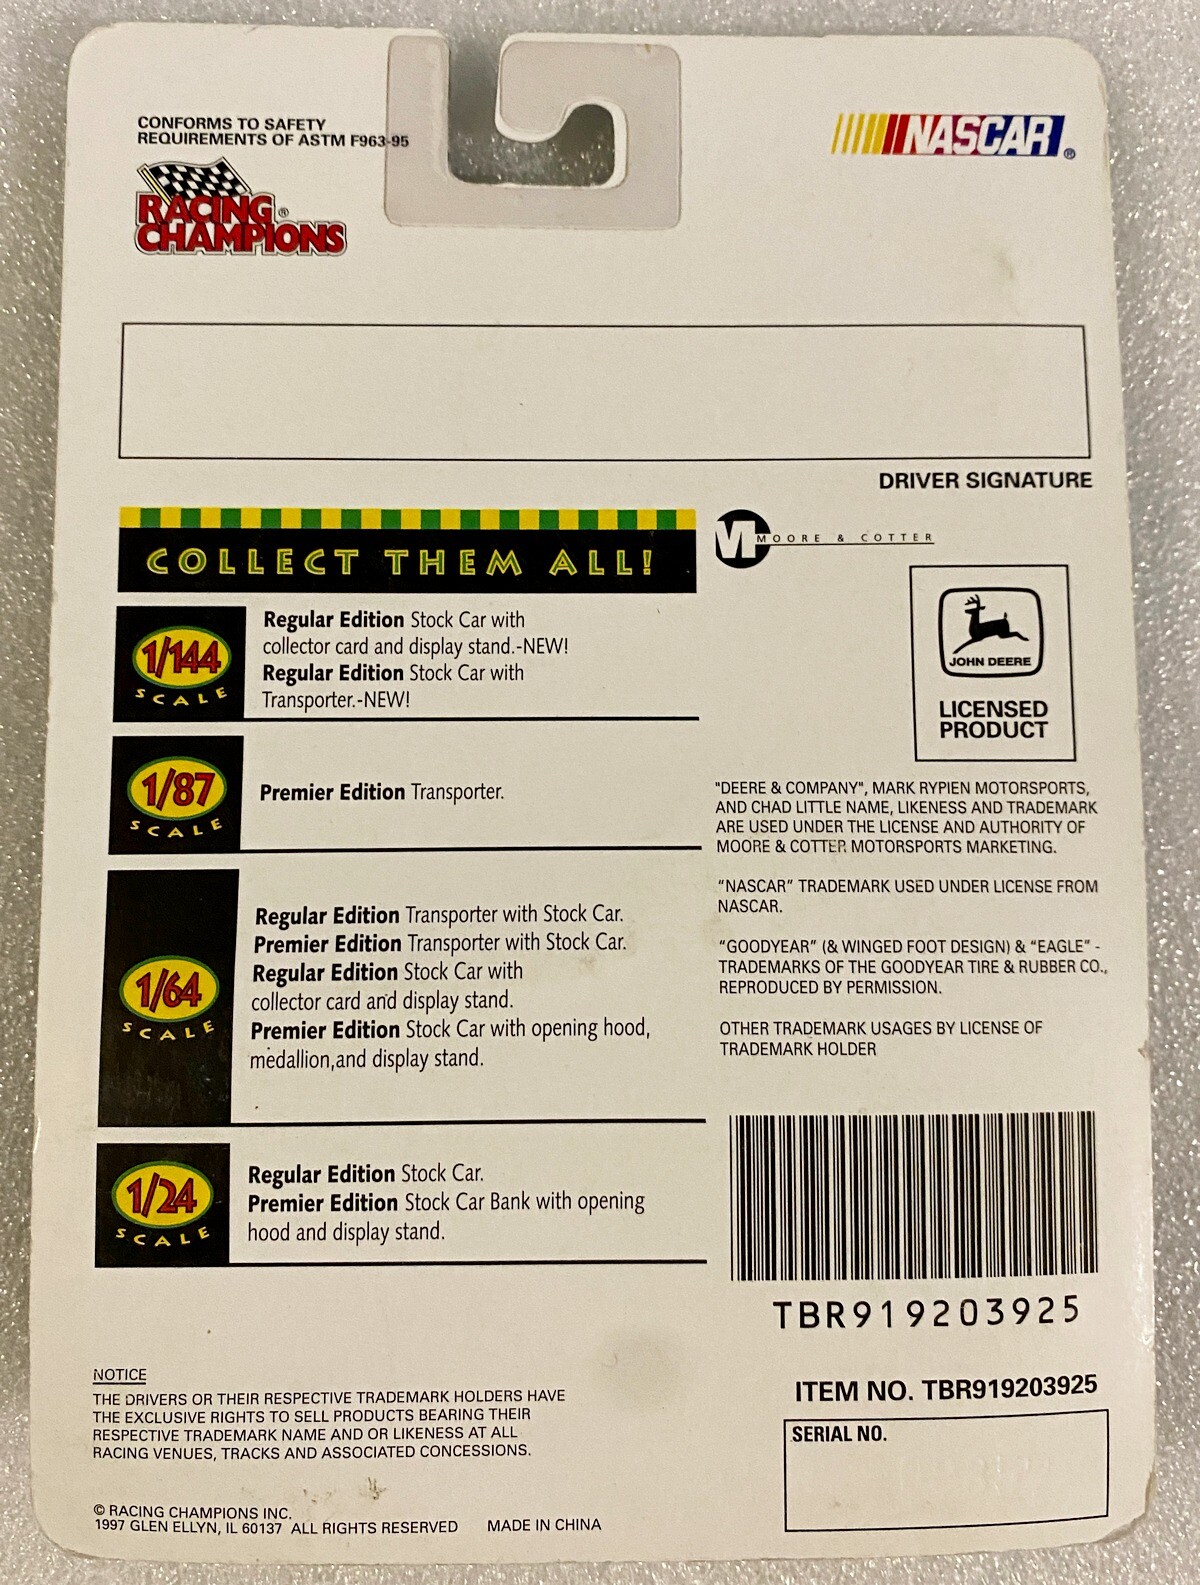 CONFORMS TO SAFETY
REQUIREMENTS OF ASTM F963-95
RACING®
CHAMPIONS
NASCAR®
DRIVER SIGNATURE
COLLECT THEM ALL!
1/144
SCALE
Regular Edition Stock Car with
collector card and display stand.-NEW!
Regular Edition Stock Car with
Transporter.-NEW!
1/87
SCALE
Premier Edition Transporter.
1/64
SCALE
Regular Edition Transporter with Stock Car.
Premier Edition Transporter with Stock Car.
Regular Edition Stock Car with
collector card and display stand.
Premier Edition Stock Car with opening hood,
medallion,and display stand.
1/24
SCALE
Regular Edition Stock Car.
Premier Edition Stock Car Bank with opening
hood and display stand.
MOORE & COTTER
JOHN DEERE
LICENSED
PRODUCT
"DEERE & COMPANY", MARK RYPIEN MOTORSPORTS,
AND CHAD LITTLE NAME, LIKENESS AND TRADEMARK
ARE USED UNDER THE LICENSE AND AUTHORITY OF
MOORE & COTTER MOTORSPORTS MARKETING.
“NASCAR” TRADEMARK USED UNDER LICENSE FROM
NASCAR.
“GOODYEAR” (& WINGED FOOT DESIGN) & “EAGLE” -
TRADEMARKS OF THE GOODYEAR TIRE & RUBBER CO.,
REPRODUCED BY PERMISSION.
OTHER TRADEMARK USAGES BY LICENSE OF
TRADEMARK HOLDER
TBR919203925
ITEM NO. TBR919203925
SERIAL NO.
NOTICE
THE DRIVERS OR THEIR RESPECTIVE TRADEMARK HOLDERS HAVE
THE EXCLUSIVE RIGHTS TO SELL PRODUCTS BEARING THEIR
RESPECTIVE TRADEMARK NAME AND OR LIKENESS AT ALL
RACING VENUES, TRACKS AND ASSOCIATED CONCESSIONS.
© RACING CHAMPIONS INC.
1997 GLEN ELLYN, IL 60137 ALL RIGHTS RESERVED MADE IN CHINA